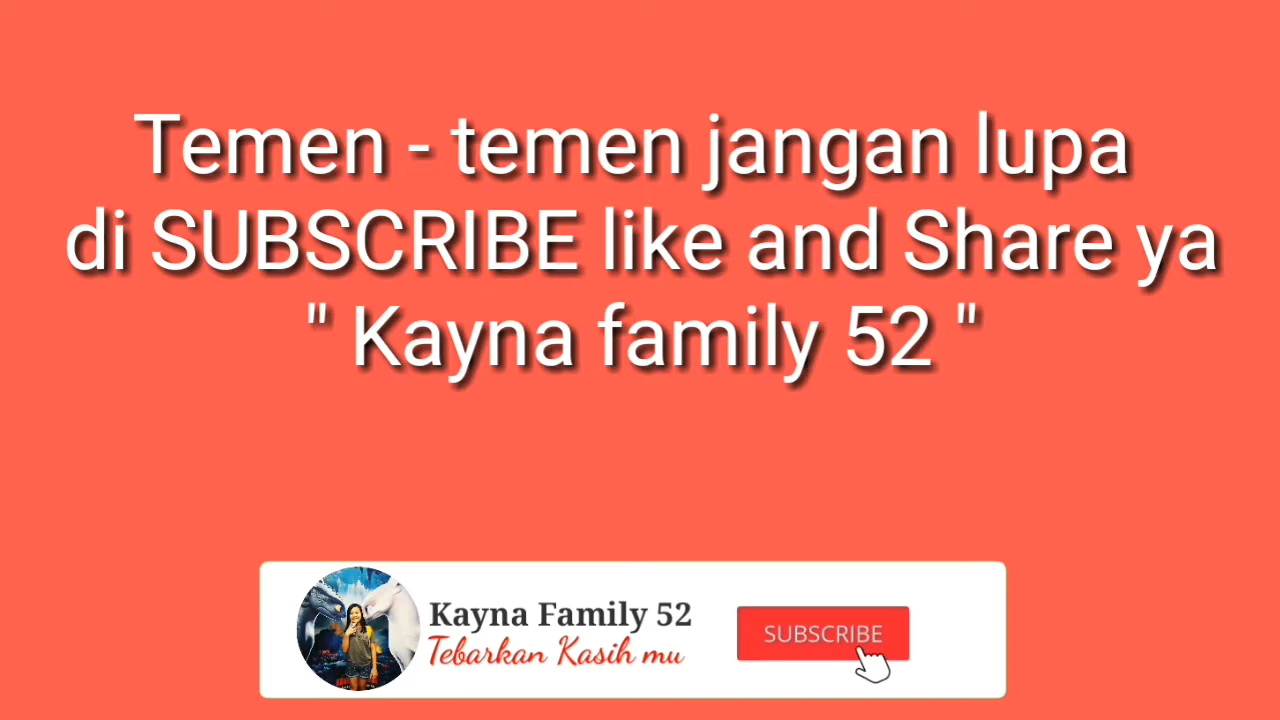 Temen - temen jangan lupa
di SUBSCRIBE like and Share ya
" Kayna family 52 "
Kayna Family 52
Tebarkan Kasih mu
SUBSCRIBE